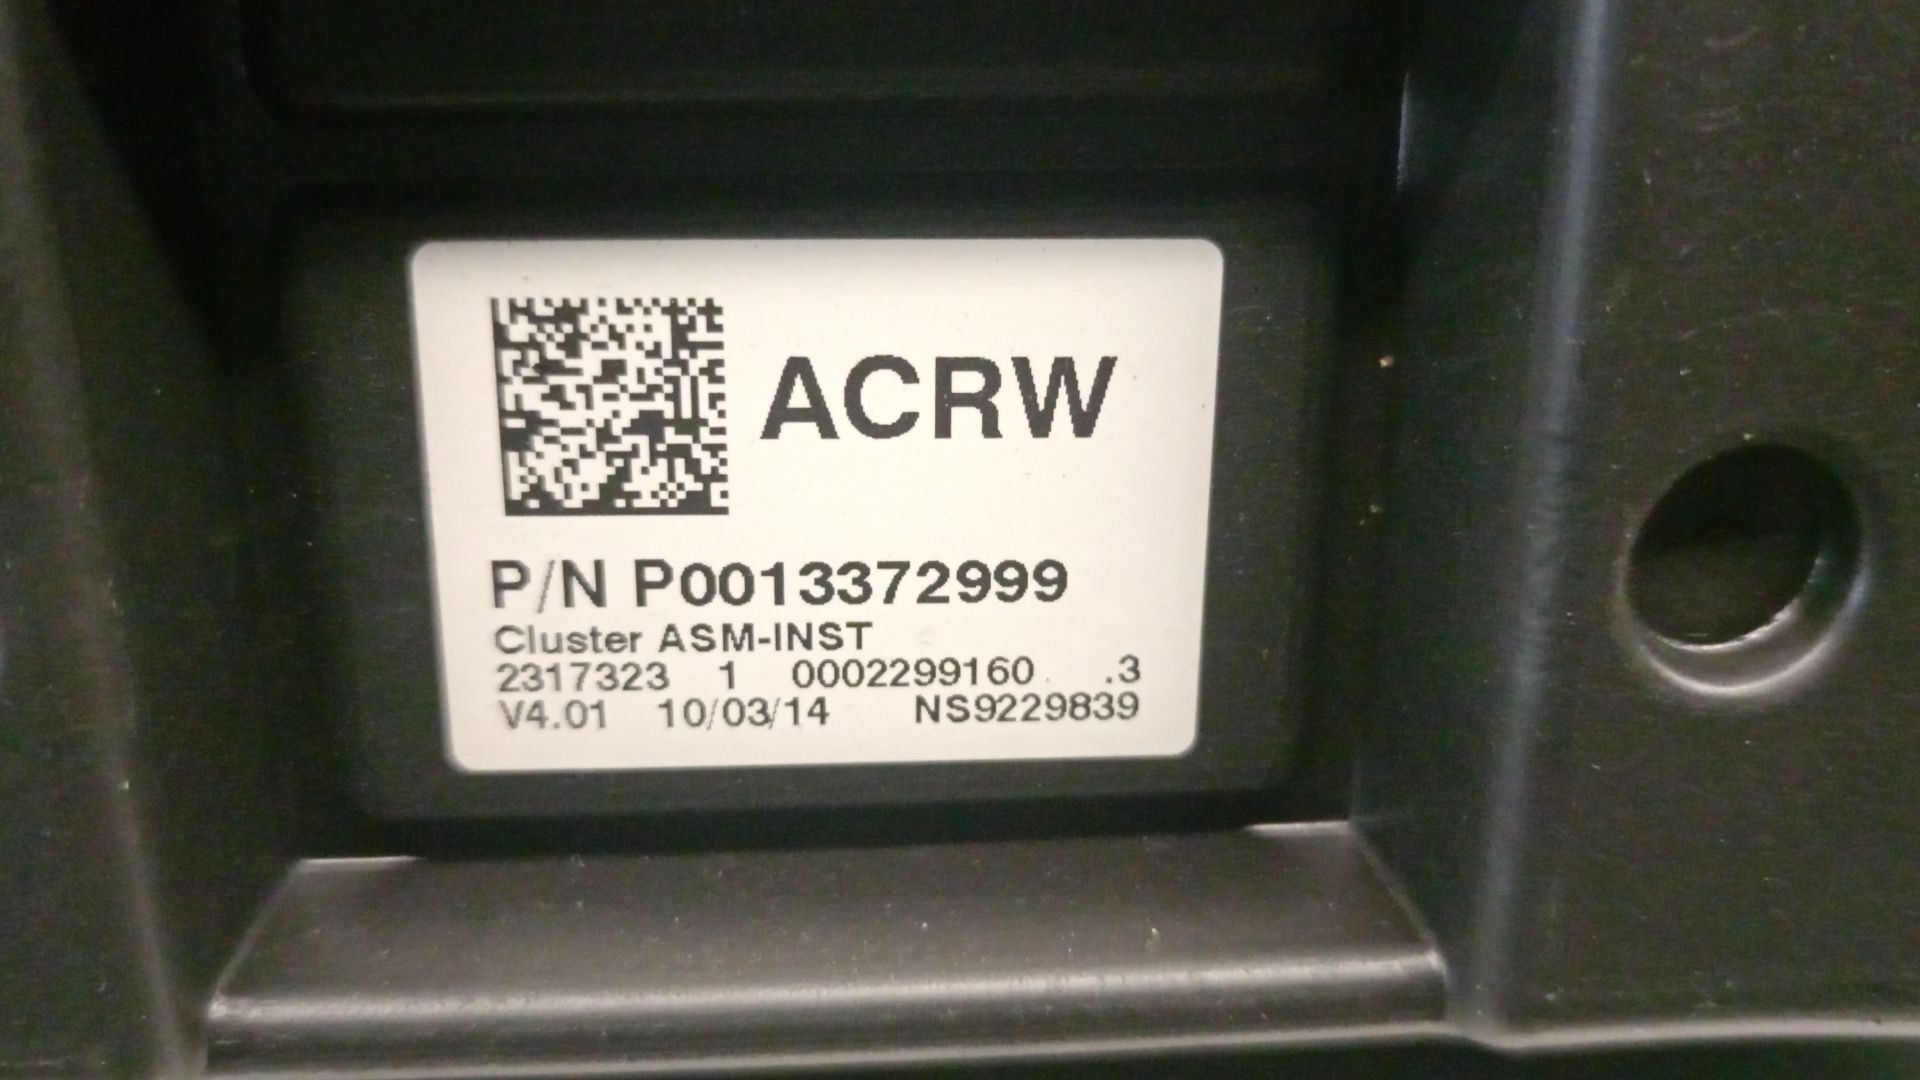 ACRW
P/N P0013372999
Cluster ASM-INST
2317323 1 0002299160 .3
V4.01 10/03/14 NS9229839